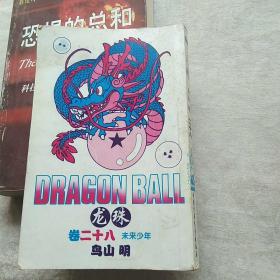 恐惧的总和
The
科
DRAGON BALL
龙珠
卷二十八 未来少年
鸟山 明